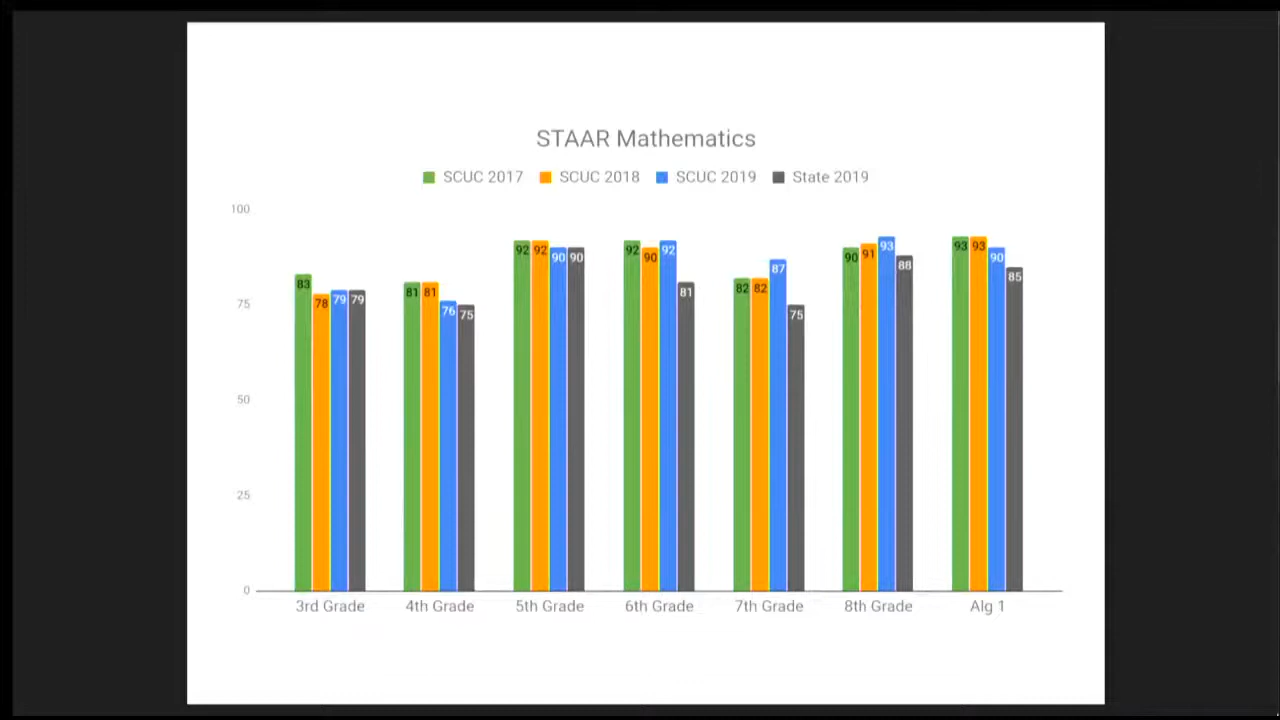 STAAR Mathematics
SCUC 2017 SCUC 2018 SCUC 2019 State 2019
100
75
50
25
0
83 78 79 79
81 81 76 75
92 92 90 90
92 90 92 81
82 82 87 75
90 91 93 88
93 93 90 85
3rd Grade 4th Grade 5th Grade 6th Grade 7th Grade 8th Grade Alg 1